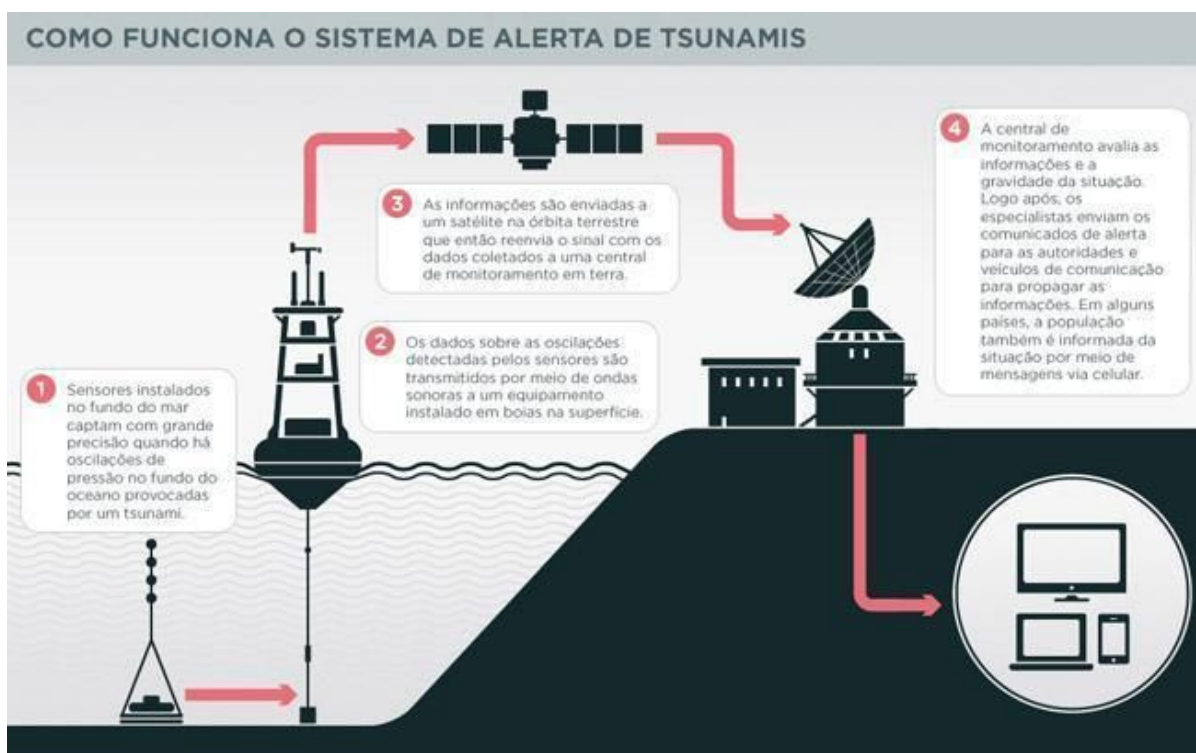 COMO FUNCIONA O SISTEMA DE ALERTA DE TSUNAMIS
1
Sensores instalados
no fundo do mar
captam com grande
precisão quando há
oscilações de
pressão no fundo do
oceano provocadas
por um tsunami.
2
Os dados sobre as oscilações
detectadas pelos sensores são
transmitidos por meio de ondas
sonoras a um equipamento
instalado em boias na superfície.
3
As informações são enviadas a
um satélite na órbita terrestre
que então reenvia o sinal com os
dados coletados a uma central
de monitoramento em terra.
4
A central de
monitoramento avalia as
informações e a
gravidade da situação.
Logo após, os
especialistas enviam os
comunicados de alerta
para as autoridades e
veículos de comunicação
para propagar as
informações. Em alguns
países, a população
também é informada da
situação por meio de
mensagens via celular.